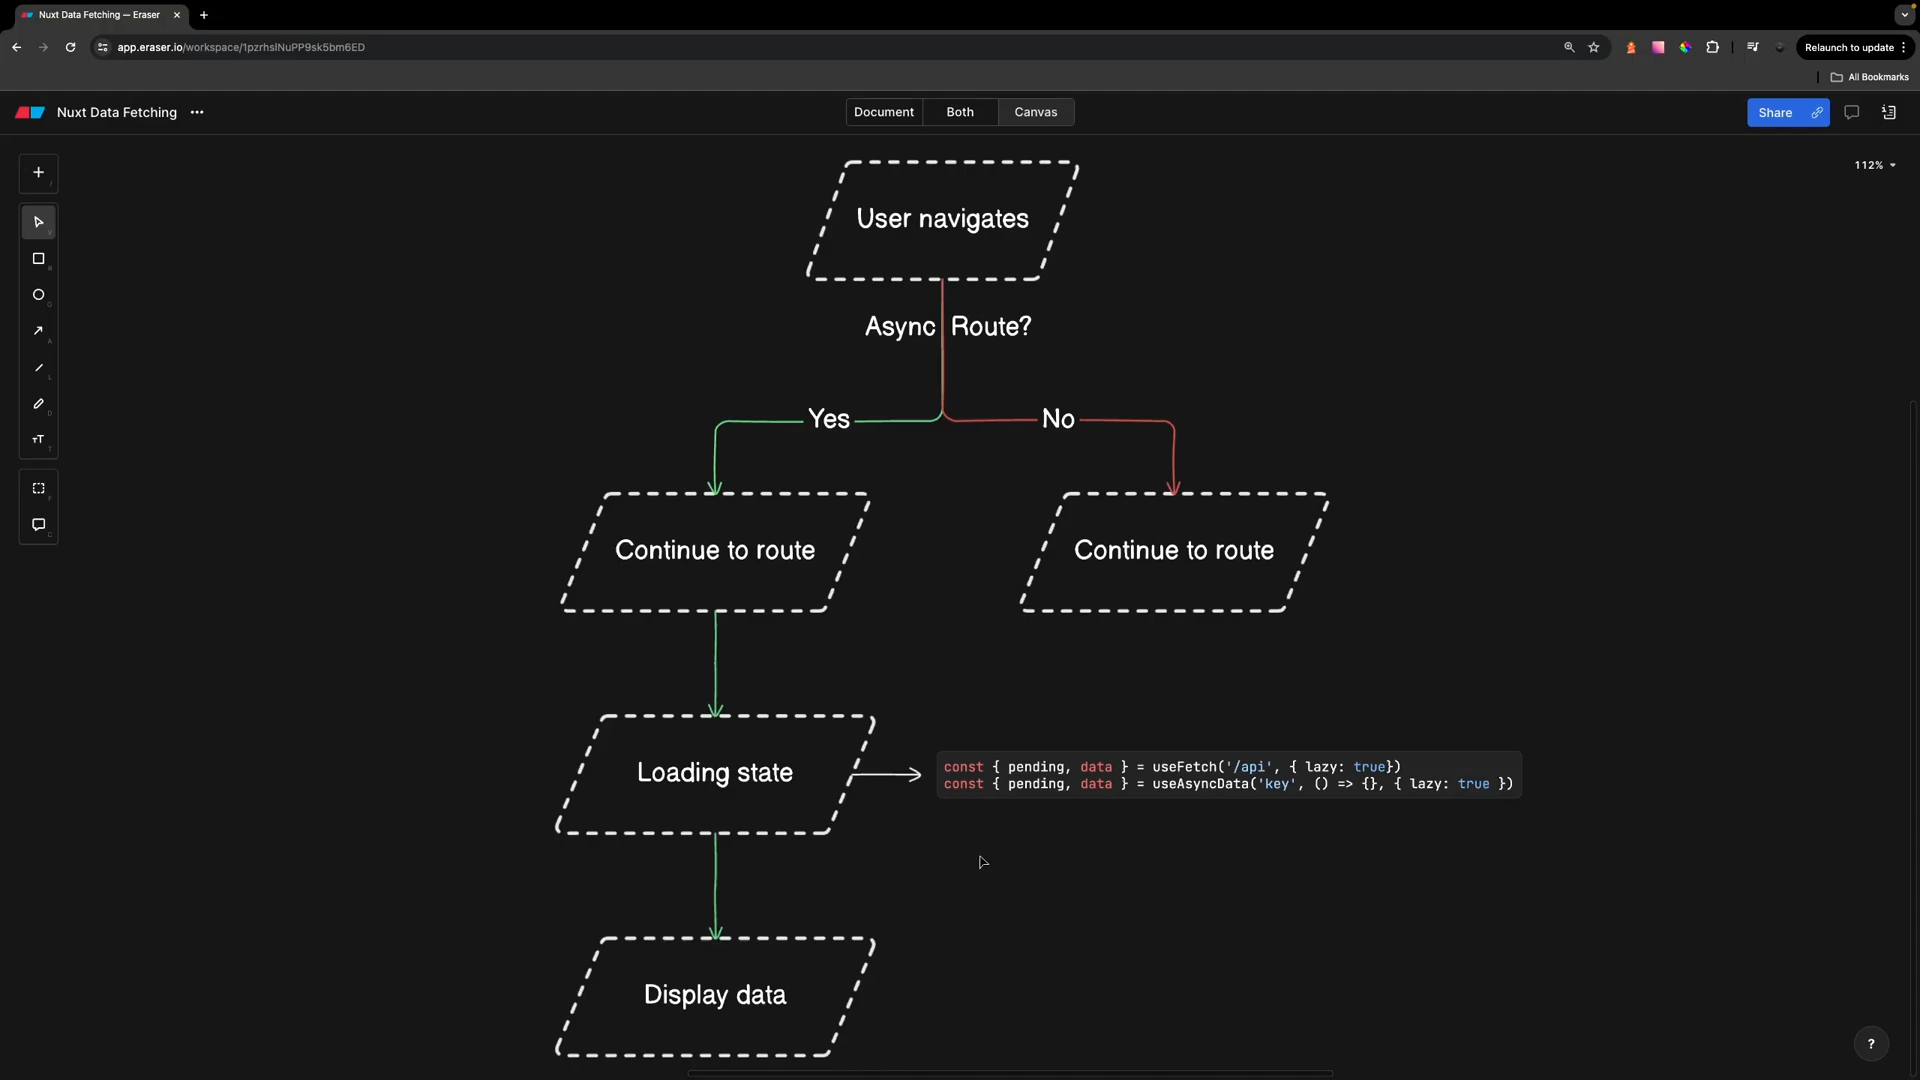 Nuxt Data Fetching — Eraser
app.eraser.io/workspace/1pzrhslNuPP9sk5bm6ED
Relaunch to update
All Bookmarks
Nuxt Data Fetching
Document
Both
Canvas
Share
112%
User navigates
Async Route?
Yes
No
Continue to route
Continue to route
Loading state
const { pending, data } = useFetch('/api', { lazy: true})
const { pending, data } = useAsyncData('key', () => {}, { lazy: true })
Display data
?